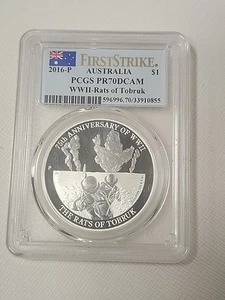 FIRSTSTRIKE.
2016-P AUSTRALIA $1
PCGS PR70DCAM
WWII-Rats of Tobruk
596996.70/33910855
75th ANNIVERSARY OF WWII
THE RATS OF TOBRUK